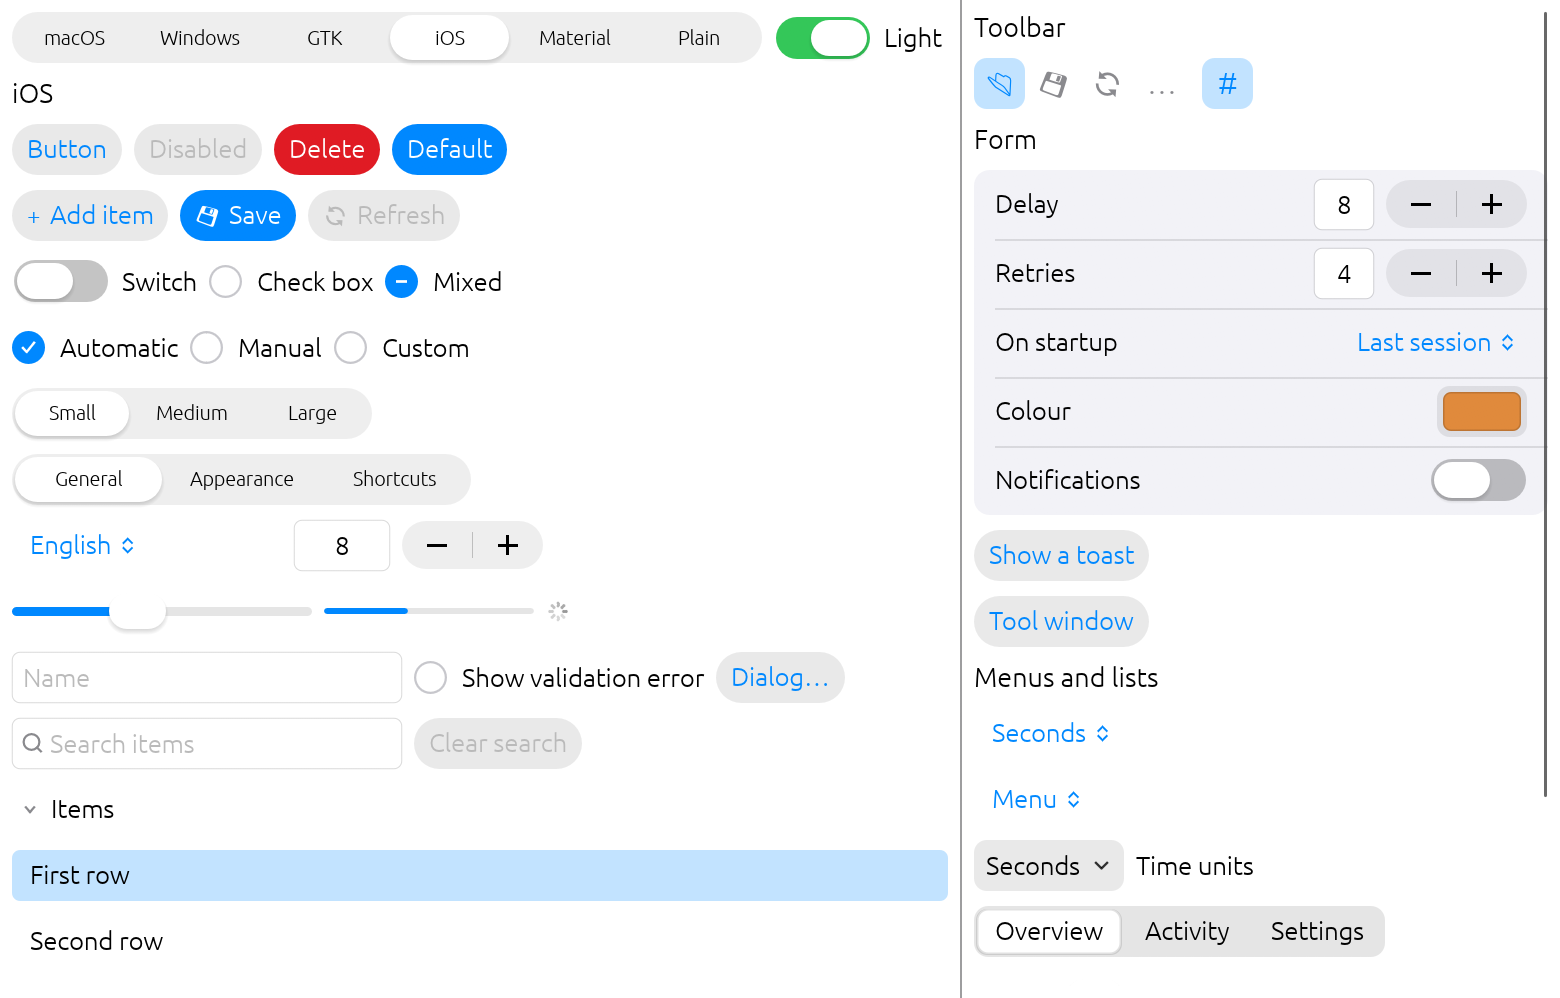 macOS Windows GTK iOS Material Plain Light
iOS
Button Disabled Delete Default
+ Add item Save Refresh
Switch Check box Mixed
Automatic Manual Custom
Small Medium Large
General Appearance Shortcuts
English 8
Name Show validation error Dialog...
Search items Clear search
Items
First row
Second row
Toolbar
... #
Form
Delay 8
Retries 4
On startup Last session
Colour
Notifications
Show a toast
Tool window
Menus and lists
Seconds
Menu
Seconds Time units
Overview Activity Settings